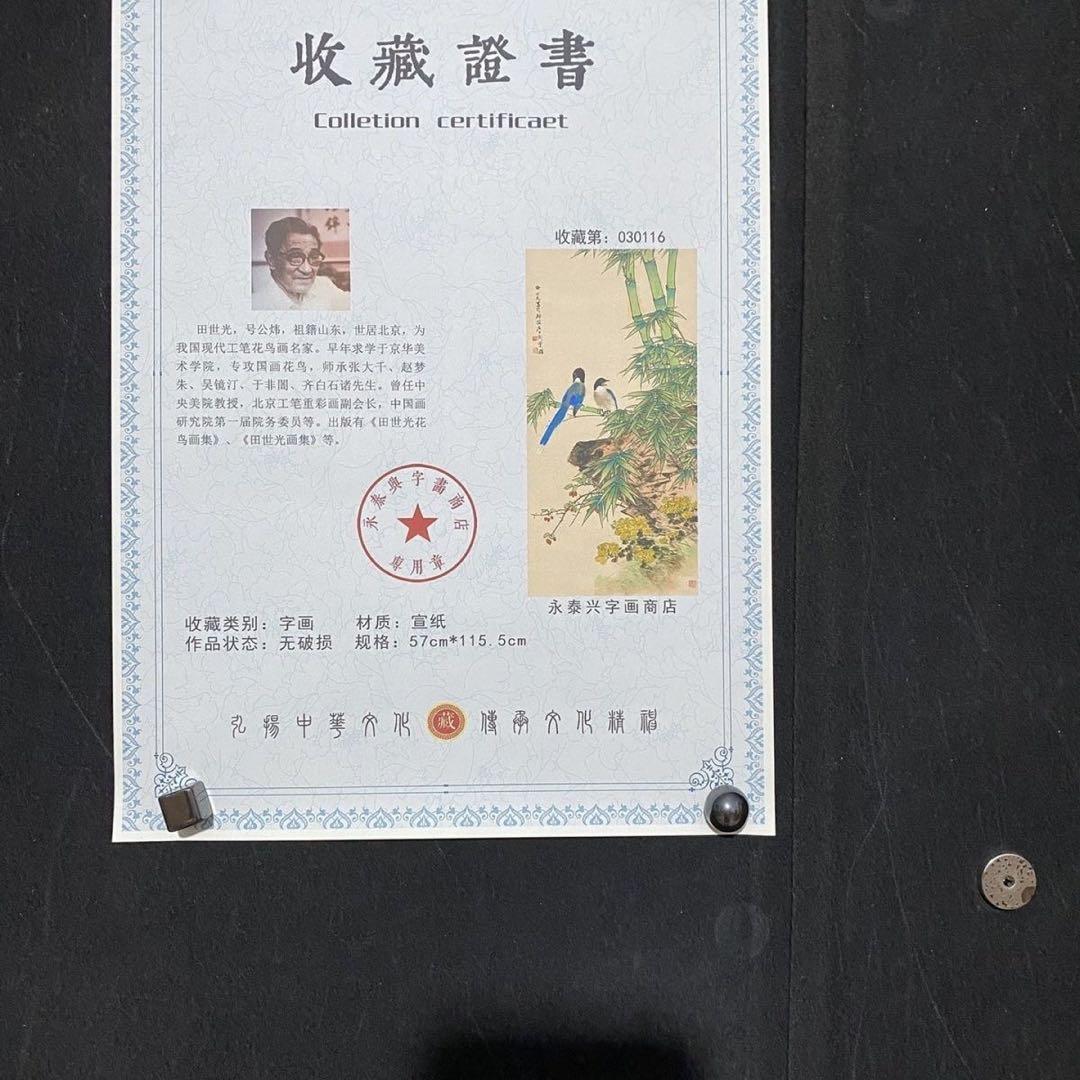 收藏證書
Colletion certificaet
收藏第：030116
田世光，号公炜，祖籍山东，世居北京，为
我国现代工笔花鸟画名家。早年求学于京华美
术学院，专攻国画花鸟，师承张大千、赵梦
朱、吴镜汀、于非闇、齐白石诸先生。曾任中
央美院教授，北京工笔重彩画副会长，中国画
研究院第一届院务委员等。出版有《田世光花
鸟画集》、《田世光画集》等。
永泰興字畵商店
专用章
永泰兴字画商店
收藏类别：字画 材质：宣纸
作品状态：无破损 规格：57cm*115.5cm
弘揚中華文化 藏 傳承文化精神